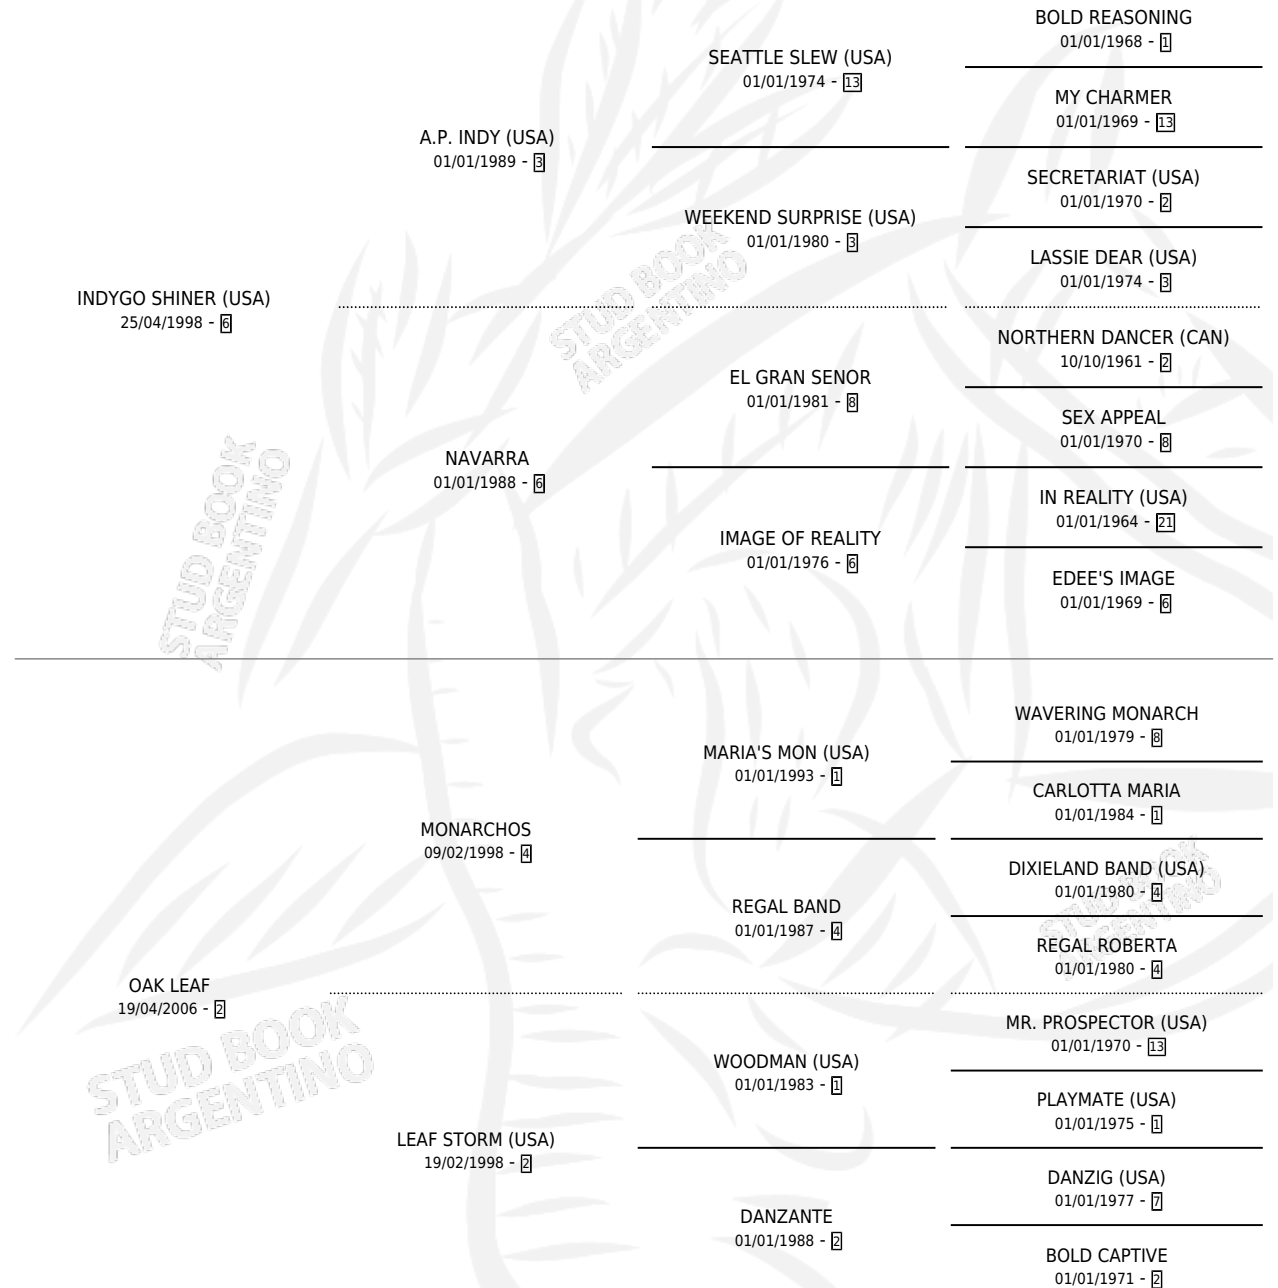 BOLD REASONING
01/01/1968 - 1
SEATTLE SLEW (USA)
01/01/1974 - 13
MY CHARMER
01/01/1969 - 13
A.P. INDY (USA)
01/01/1989 - 3
SECRETARIAT (USA)
01/01/1970 - 2
WEEKEND SURPRISE (USA)
01/01/1980 - 3
LASSIE DEAR (USA)
01/01/1974 - 3
INDYGO SHINER (USA)
25/04/1998 - 6
NORTHERN DANCER (CAN)
10/10/1961 - 2
EL GRAN SENOR
01/01/1981 - 8
SEX APPEAL
01/01/1970 - 8
NAVARRA
01/01/1988 - 6
IN REALITY (USA)
01/01/1964 - 21
IMAGE OF REALITY
01/01/1976 - 6
EDEE'S IMAGE
01/01/1969 - 6
STUD BOOK
ARGENTINO
STUD BOOK
ARGENTINO
WAVERING MONARCH
01/01/1979 - 8
MARIA'S MON (USA)
01/01/1993 - 1
CARLOTTA MARIA
01/01/1984 - 1
MONARCHOS
09/02/1998 - 4
DIXIELAND BAND (USA)
01/01/1980 - 4
REGAL BAND
01/01/1987 - 4
REGAL ROBERTA
01/01/1980 - 4
OAK LEAF
19/04/2006 - 2
MR. PROSPECTOR (USA)
01/01/1970 - 13
WOODMAN (USA)
01/01/1983 - 1
PLAYMATE (USA)
01/01/1975 - 1
LEAF STORM (USA)
19/02/1998 - 2
DANZIG (USA)
01/01/1977 - 7
DANZANTE
01/01/1988 - 2
BOLD CAPTIVE
01/01/1971 - 2
STUD BOOK
ARGENTINO
STUD BOOK
ARGENTINO